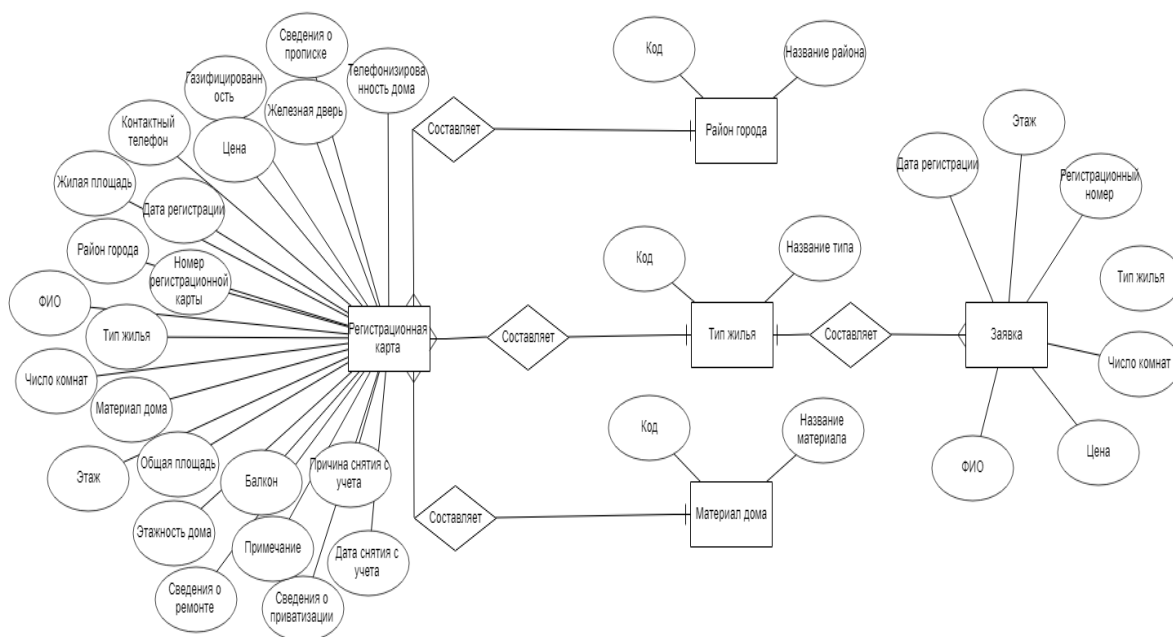 Сведения о
прописке
Газифицирован
ность
Телефонизирова
нность дома
Железная дверь
Контактный
телефон
Цена
Жилая площадь
Дата регистрации
Район города
Номер
регистрационной
карты
ФИО
Тип жилья
Число комнат
Материал дома
Этаж
Общая площадь
Балкон
Причина снятия с
учета
Этажность дома
Примечание
Дата снятия с
учета
Сведения о
ремонте
Сведения о
приватизации
Регистрационная
карта
Составляет
Код
Название района
Район города
Составляет
Код
Название типа
Тип жилья
Составляет
Составляет
Код
Название
материала
Материал дома
Этаж
Дата регистрации
Регистрационный
номер
Тип жилья
Заявка
Число комнат
Цена
ФИО